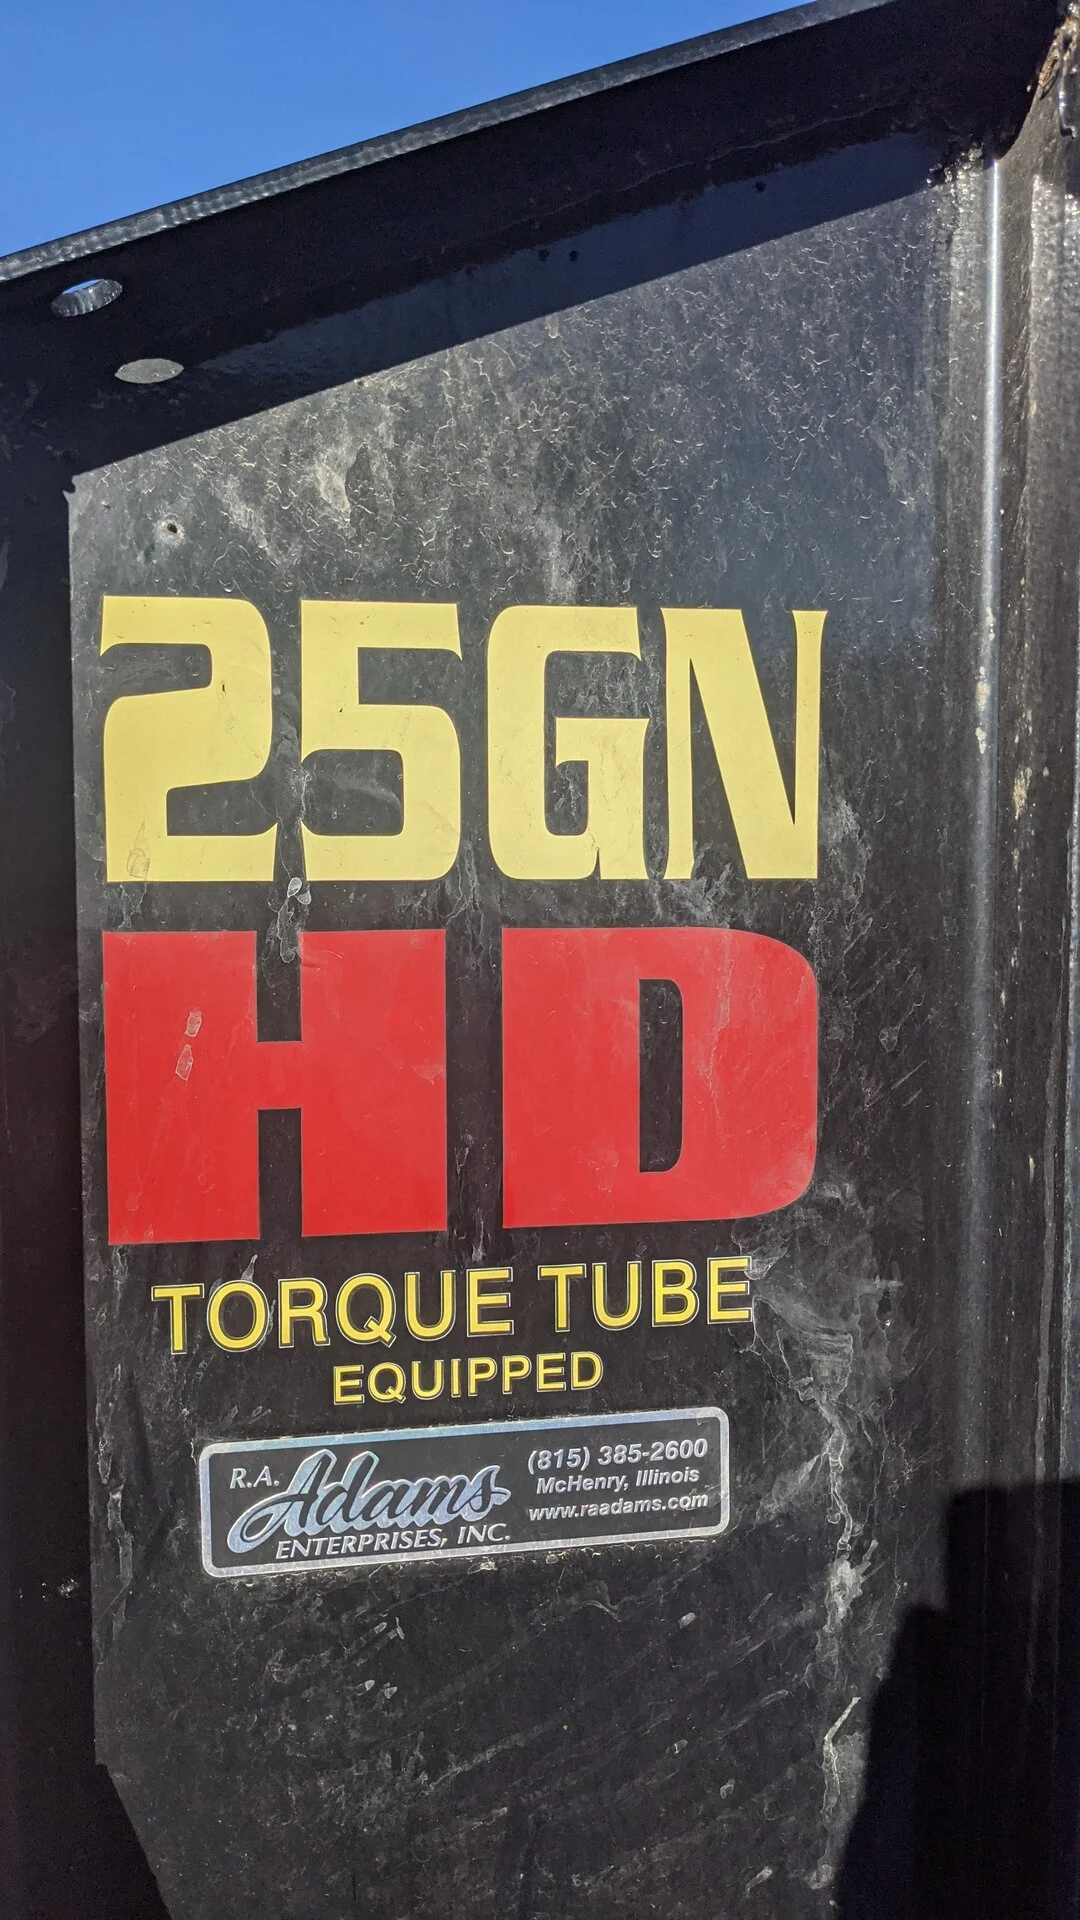 25GN
HD
TORQUE TUBE
EQUIPPED
R.A. Adams
ENTERPRISES, INC.
(815) 385-2600
McHenry, Illinois
www.raadams.com